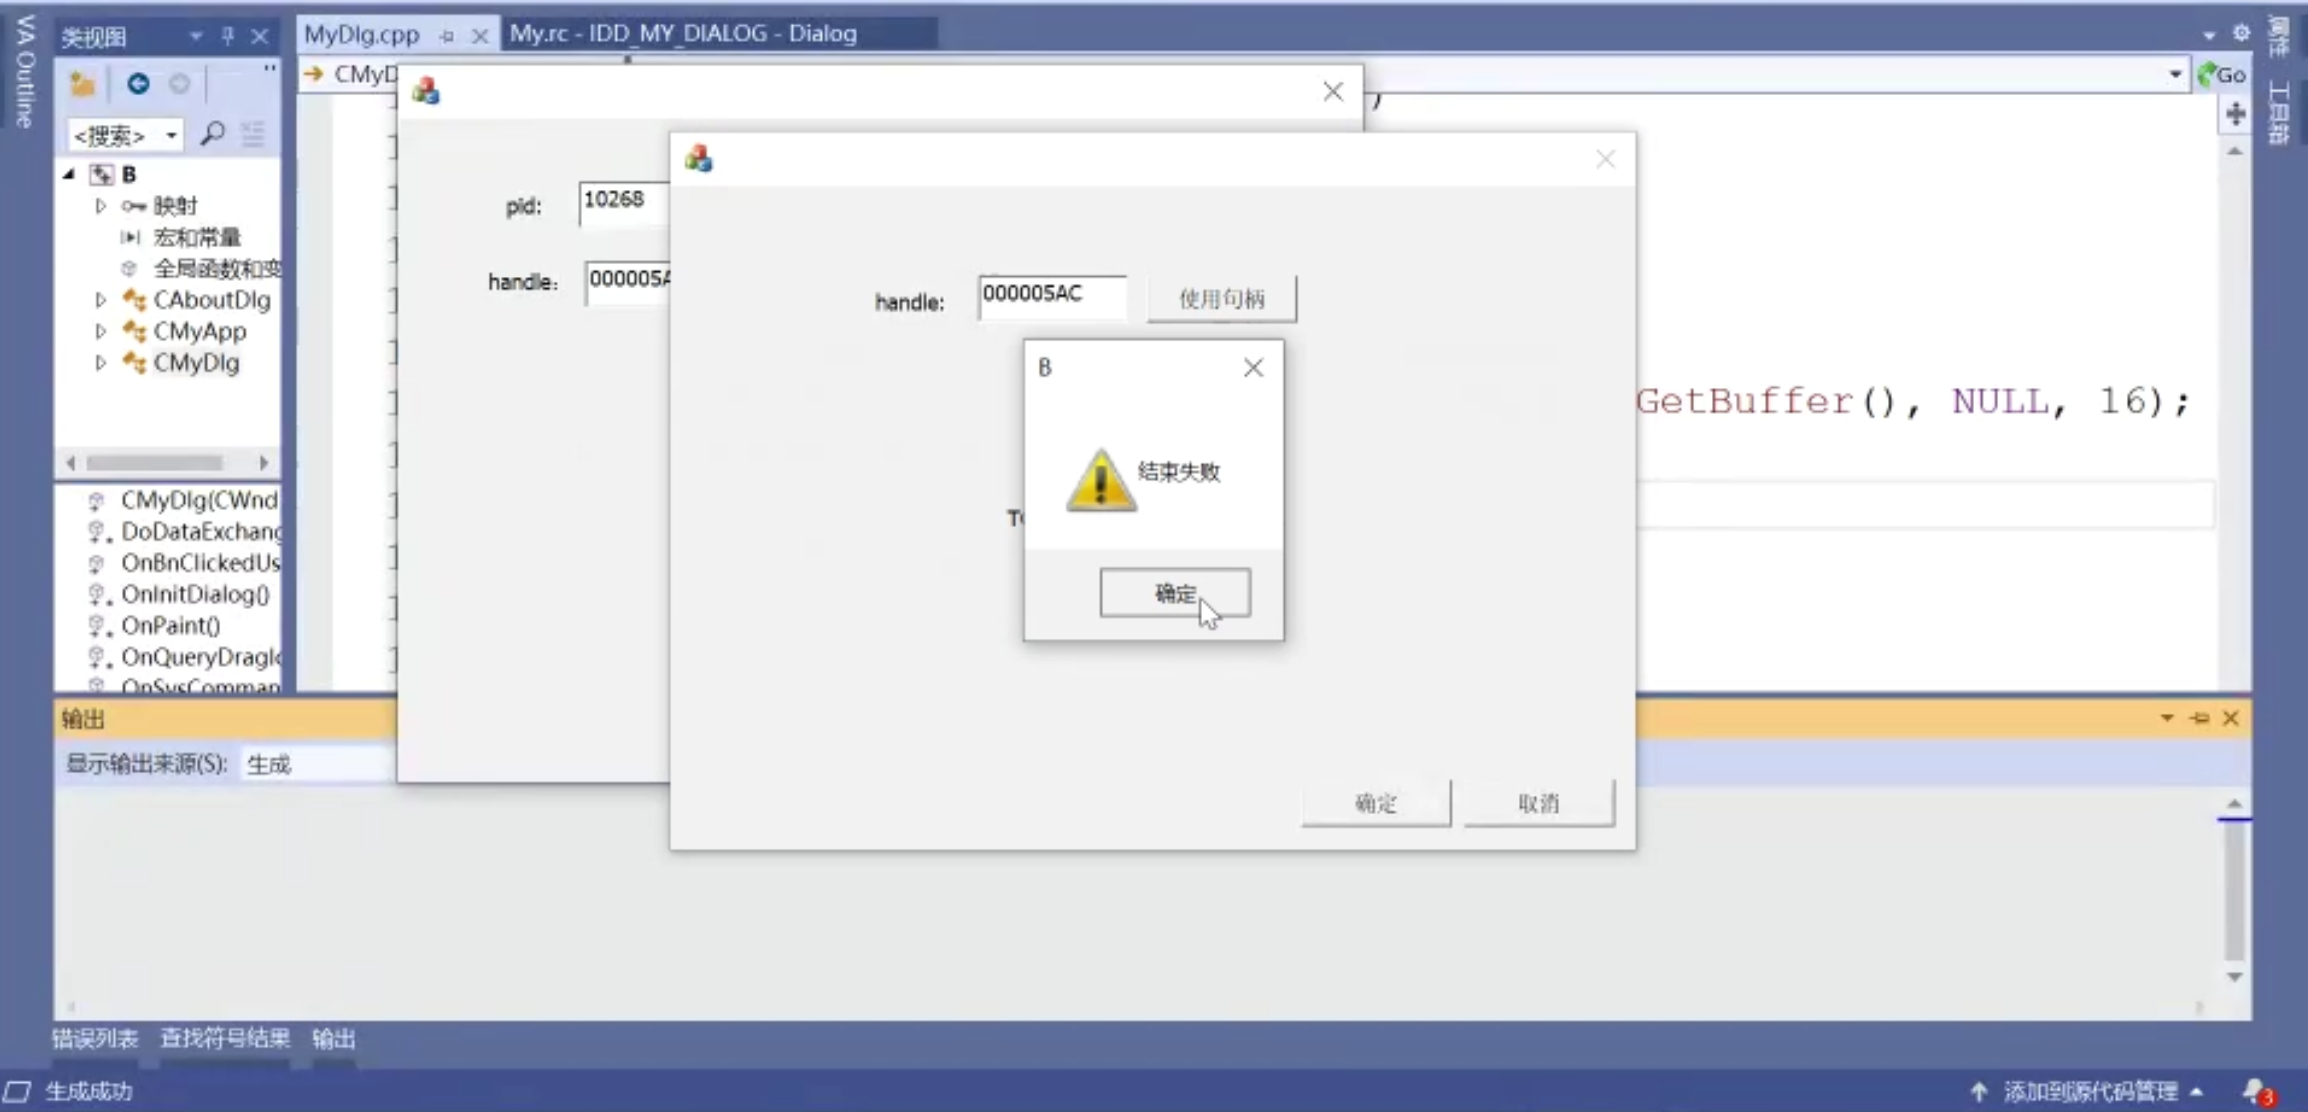 VA Outline
类视图
MyDlg.cpp
My.rc - IDD_MY_DIALOG - Dialog
属性
工具箱
CMyD
Go
<搜索>
B
映射
宏和常量
全局函数和变
CAboutDlg
CMyApp
CMyDlg
CMyDlg(CWnd
DoDataExchang
OnBnClickedUs
OnInitDialog()
OnPaint()
OnQueryDragIc
OnSysComman
pid:
10268
handle:
000005A
handle:
000005AC
使用句柄
B
结束失败
确定
确定
取消
GetBuffer(), NULL, 16);
输出
显示输出来源(S):
生成
错误列表
查找符号结果
输出
生成成功
添加到源代码管理
3